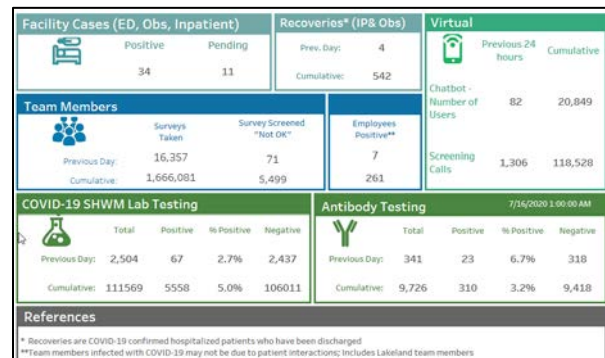 Facility Cases (ED, Obs, Inpatient)
Positive Pending
34 11
Recoveries* (IP& Obs)
Prev. Day: 4
Cumulative: 542
Virtual
Previous 24 hours Cumulative
Chatbot - Number of Users 82 20,849
Screening Calls 1,306 118,528
Team Members
Surveys Taken Survey Screened "Not OK"
Previous Day: 16,357 71
Cumulative: 1,666,081 5,499
Employees Positive**
7
261
COVID-19 SHWM Lab Testing
Total Positive % Positive Negative
Previous Day: 2,504 67 2.7% 2,437
Cumulative: 111569 5558 5.0% 106011
Antibody Testing 7/16/2020 1:00:00 AM
Total Positive % Positive Negative
Previous Day: 341 23 6.7% 318
Cumulative: 9,726 310 3.2% 9,418
References
* Recoveries are COVID-19 confirmed hospitalized patients who have been discharged
**Team members infected with COVID-19 may not be due to patient interactions; Includes Lakeland team members